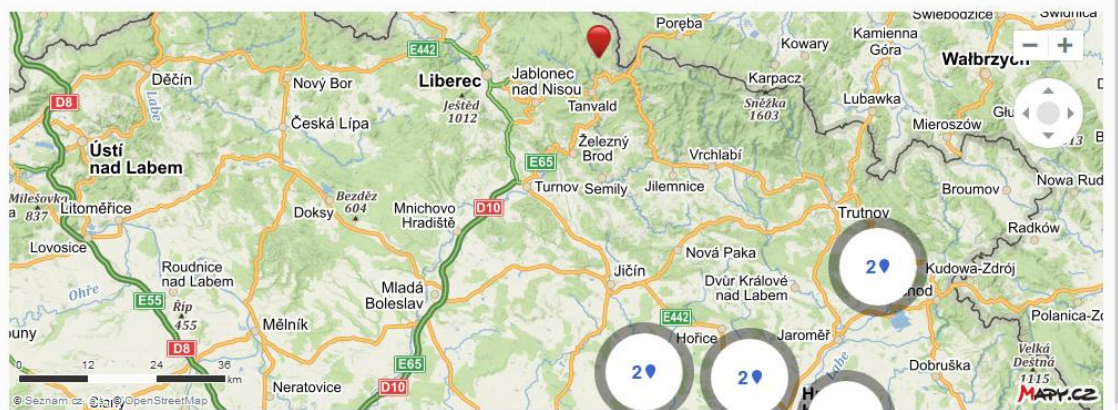 Poręba
Świebodzice
Świdnica
Kamienna
Góra
Kowary
Wałbrzych
E442
Děčín
Nový Bor
Liberec
Jablonec
nad Nisou
Karpacz
Ještěd
1012
Tanvald
Sněžka
1603
Lubawka
D8
Labe
Česká Lípa
Mieroszów
Ústí
nad Labem
Železný
Brod
E65
Vrchlabí
Turnov
Semily
Jilemnice
Broumov
Nowa Rud
Milešovka
837
Litoměřice
Bezděz
604
Doksy
Mnichovo
Hradiště
D10
Trutnov
Radków
Lovosice
Nová Paka
Roudnice
nad Labem
Jičín
2
Kudowa-Zdrój
Dvůr Králové
nad Labem
Ohře
E55
Říp
455
Mladá
Boleslav
Mělník
E442
Hořice
Jaroměř
Polanica-Zd
D8
E65
2
2
Labe
Dobruška
Velká
Deštná
1115
0
12
24
36
km
Neratovice
D10
© Seznam.cz, a.s., © OpenStreetMap
Mapy.cz